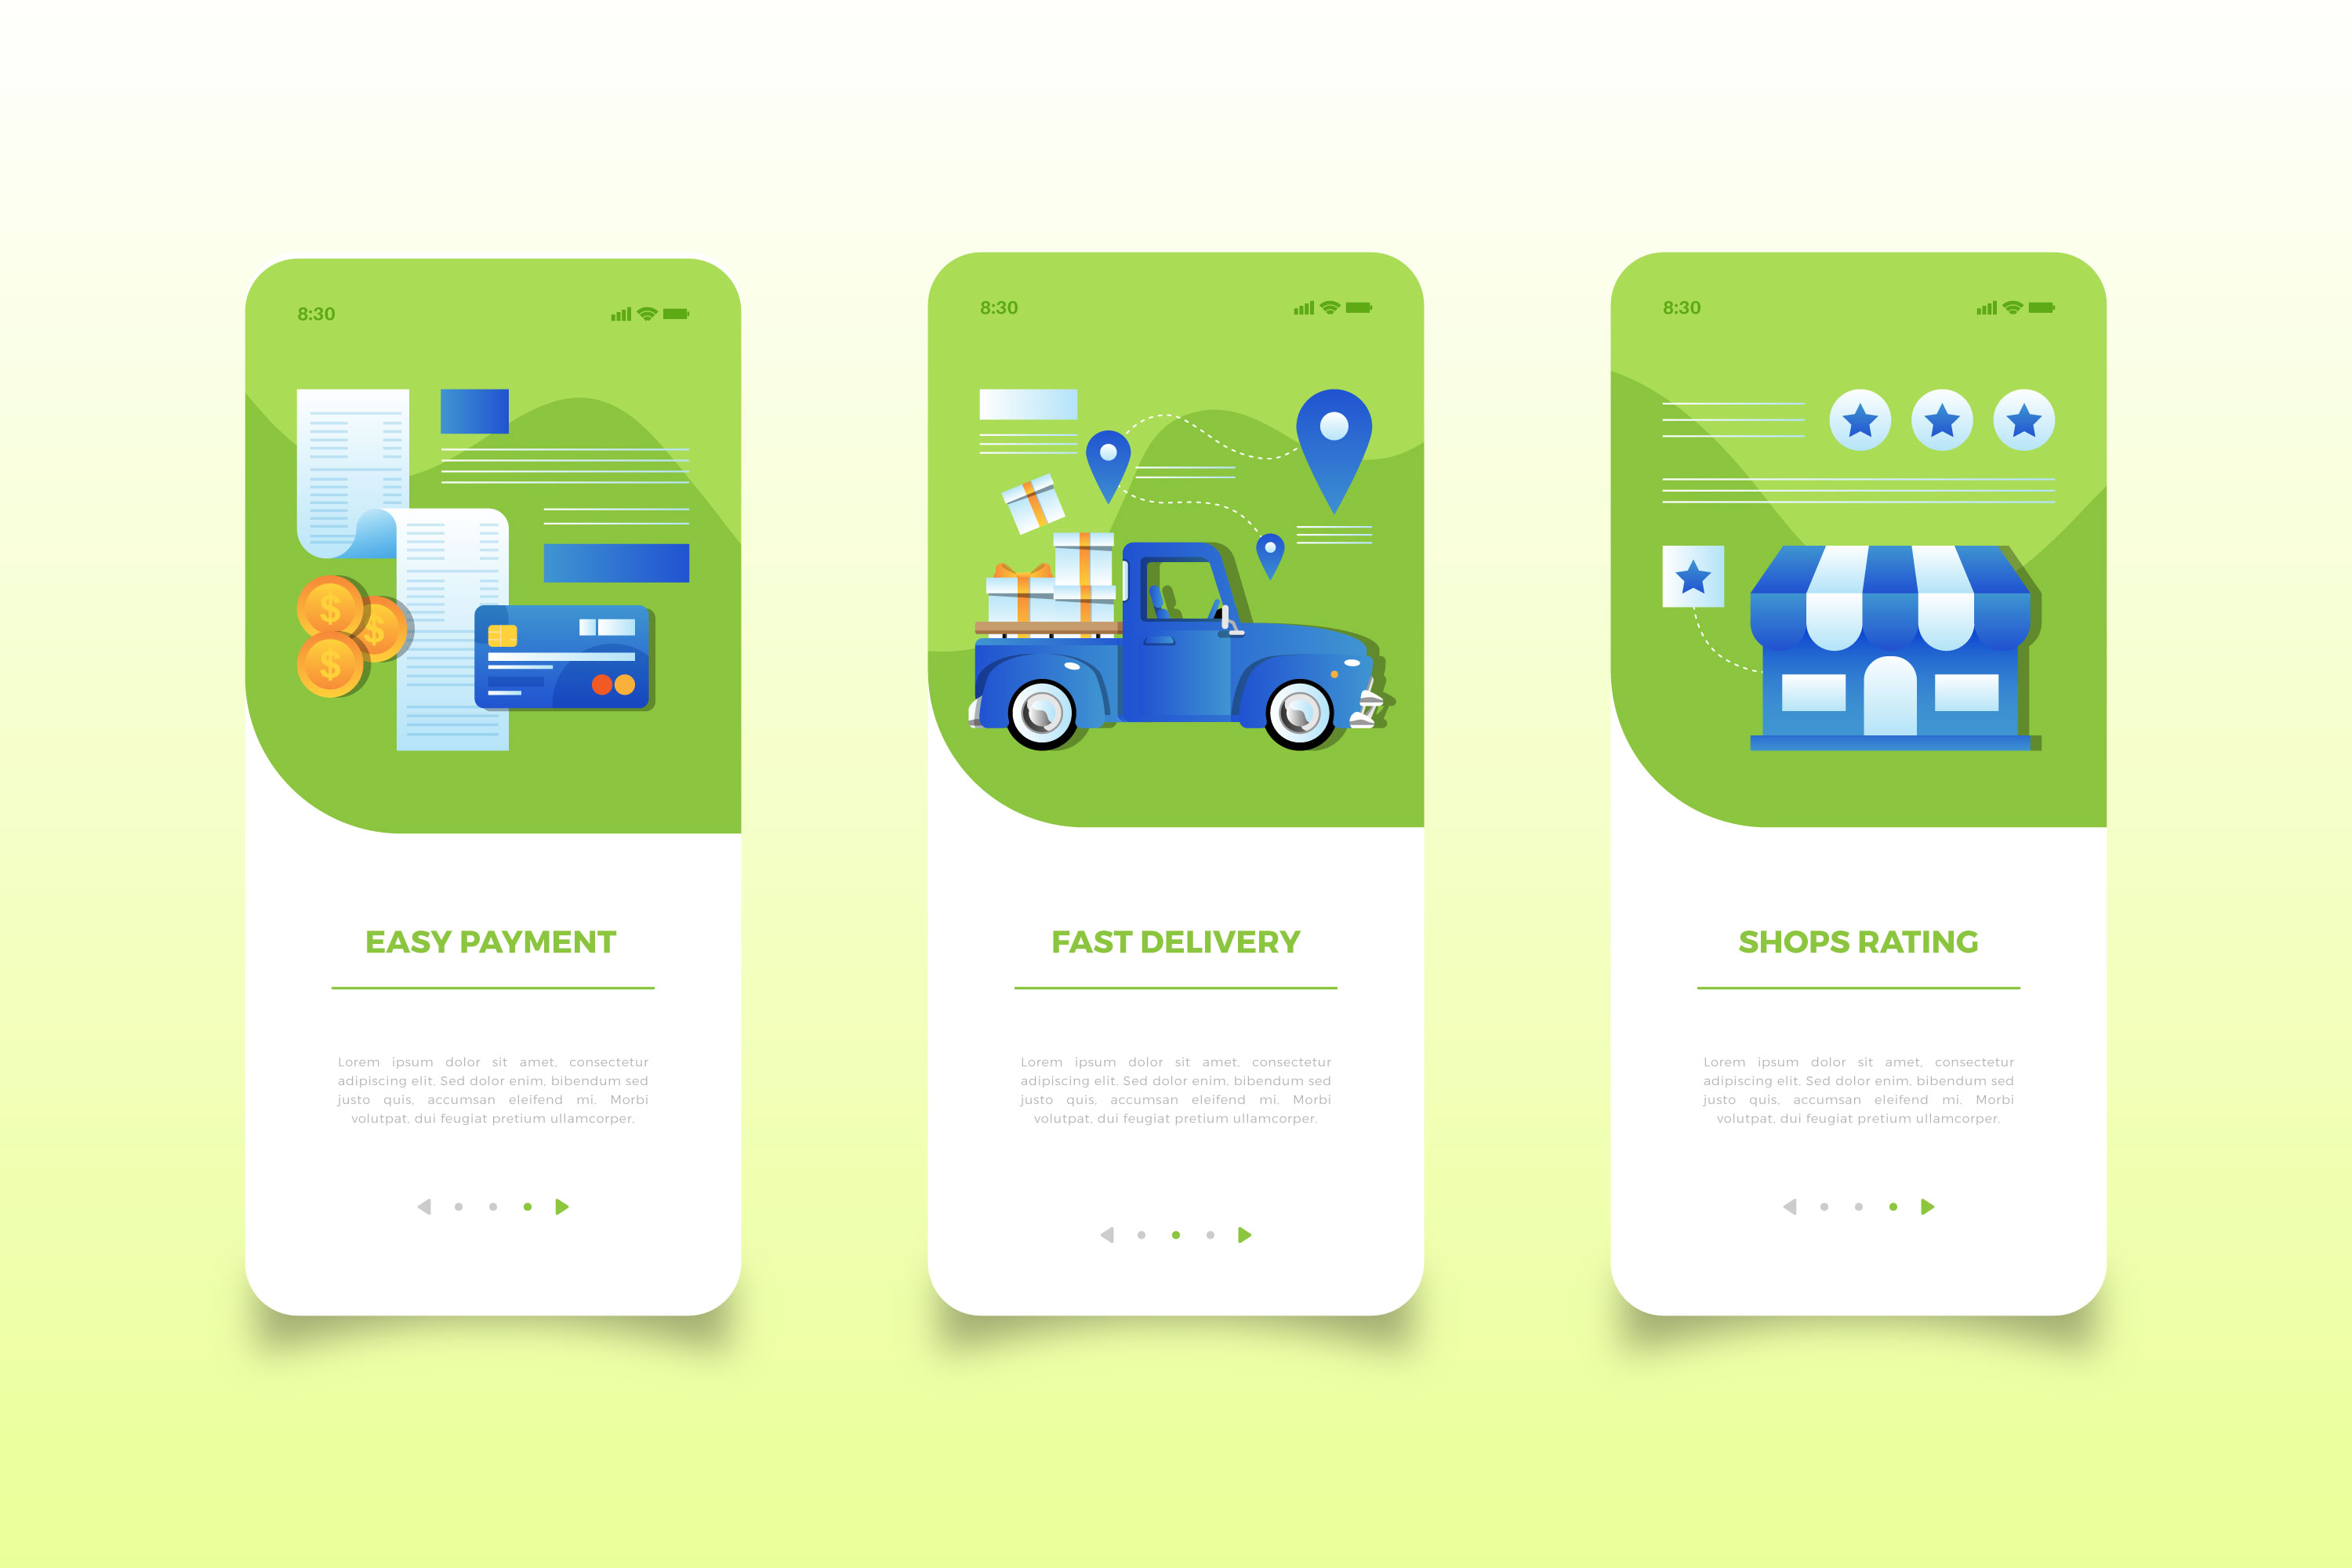 8:30
EASY PAYMENT
Lorem ipsum dolor sit amet, consectetur
adipiscing elit. Sed dolor enim, bibendum sed
justo quis, accumsan eleifend mi. Morbi
volutpat, dui feugiat pretium ullamcorper.
8:30
FAST DELIVERY
Lorem ipsum dolor sit amet, consectetur
adipiscing elit. Sed dolor enim, bibendum sed
justo quis, accumsan eleifend mi. Morbi
volutpat, dui feugiat pretium ullamcorper.
8:30
SHOPS RATING
Lorem ipsum dolor sit amet, consectetur
adipiscing elit. Sed dolor enim, bibendum sed
justo quis, accumsan eleifend mi. Morbi
volutpat, dui feugiat pretium ullamcorper.